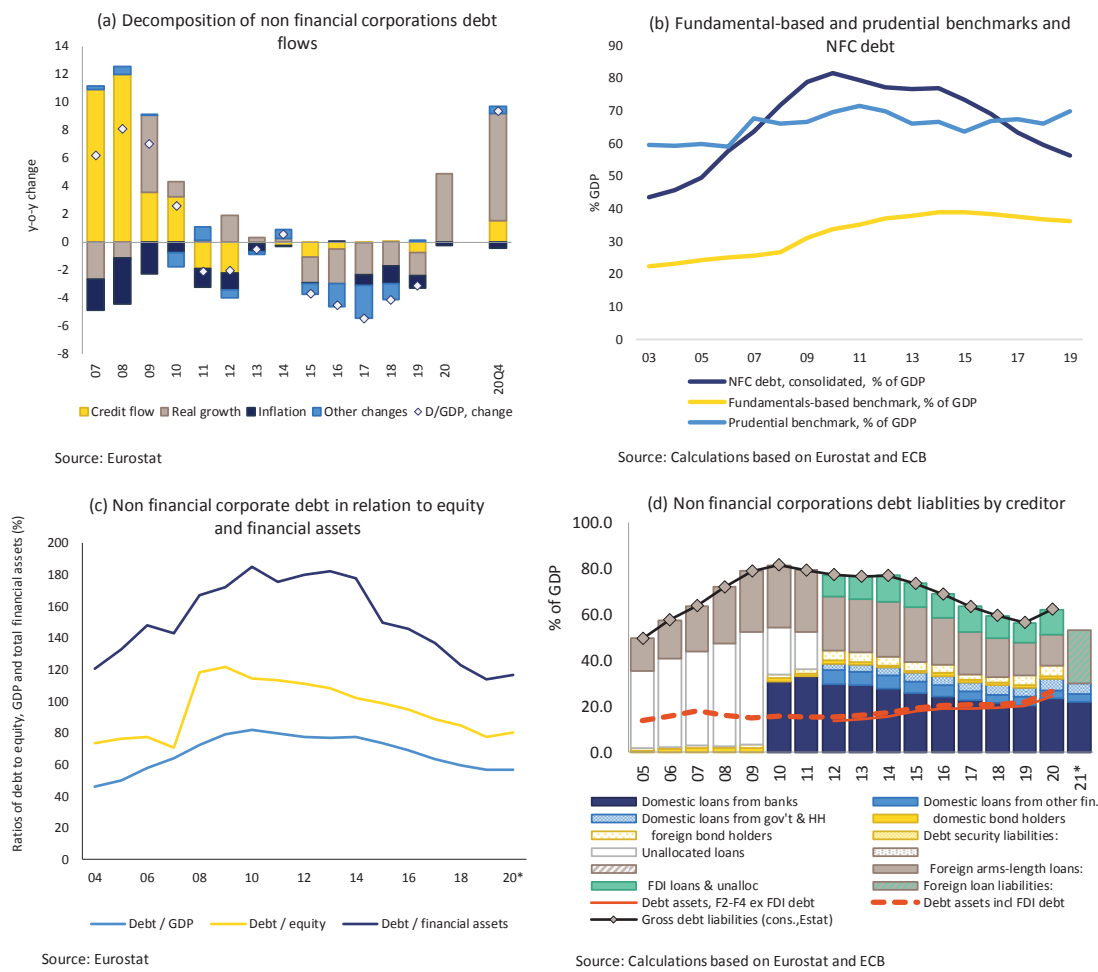 (a) Decomposition of non financial corporations debt
flows
14
12
10
8
6
4
2
0
-2
-4
-6
-8
y-o-y change
07
08
09
10
11
12
13
14
15
16
17
18
19
20
20Q4
Credit flow Real growth Inflation Other changes D/GDP, change
Source: Eurostat
(b) Fundamental-based and prudential benchmarks and
NFC debt
90
80
70
60
50
40
30
20
10
0
% GDP
03 05 07 09 11 13 15 17 19
NFC debt, consolidated, % of GDP
Fundamentals-based benchmark, % of GDP
Prudential benchmark, % of GDP
Source: Calculations based on Eurostat and ECB
(c) Non financial corporate debt in relation to equity
and financial assets
Ratios of debt to equity, GDP and total financial assets (%)
200
180
160
140
120
100
80
60
40
20
0
04 06 08 10 12 14 16 18 20*
Debt / GDP Debt / equity Debt / financial assets
Source: Eurostat
(d) Non financial corporations debt liablities by creditor
100.0
80.0
60.0
40.0
20.0
0.0
% of GDP
05
06
07
08
09
10
11
12
13
14
15
16
17
18
19
20
21*
Domestic loans from banks Domestic loans from other fin.
Domestic loans from gov't & HH domestic bond holders
foreign bond holders Debt security liabilities:
Unallocated loans
Foreign arms-length loans:
FDI loans & unalloc Foreign loan liabilities:
Debt assets, F2-F4 ex FDI debt Debt assets incl FDI debt
Gross debt liabilities (cons.,Estat)
Source: Calculations based on Eurostat and ECB